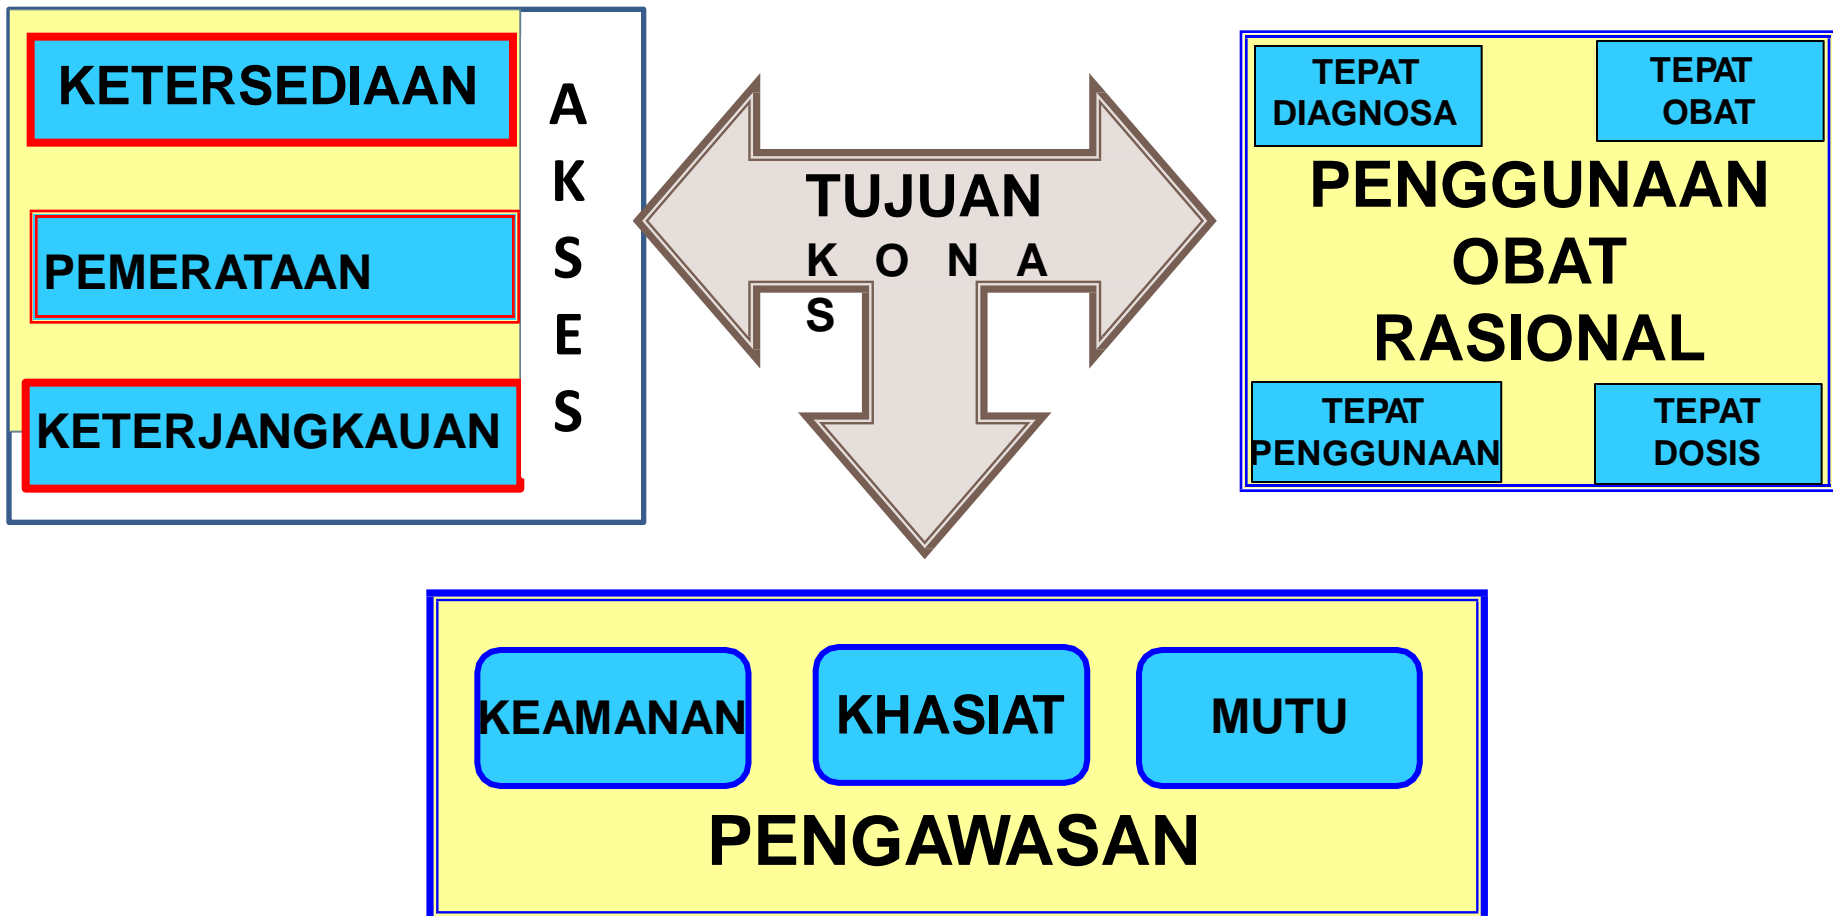 KETERSEDIAAN
PEMERATAAN
KETERJANGKAUAN
A
K
S
E
S
TUJUAN
K O N A
S
TEPAT
DIAGNOSA
TEPAT
OBAT
PENGGUNAAN
OBAT
RASIONAL
TEPAT
PENGGUNAAN
TEPAT
DOSIS
KEAMANAN
KHASIAT
MUTU
PENGAWASAN